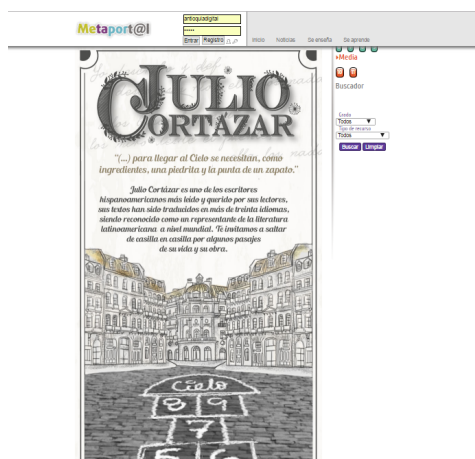 Metaport@l
antioquiadigital
•••••
Entrar Registro
Inicio Noticias Se enseña Se aprende
»Media
Buscador
Grado
Todos
Tipo de recurso
Todos
Buscar Limpiar
JULIO
CORTÁZAR
"(...) para llegar al Cielo se necesitan, como
ingredientes, una piedrita y la punta de un zapato."
Julio Cortázar es uno de los escritores
hispanoamericanos más leído y querido por sus lectores,
sus textos han sido traducidos en más de treinta idiomas,
siendo reconocido como un representante de la literatura
latinoamericana a nivel mundial. Te invitamos a saltar
de casilla en casilla por algunos pasajes
de su vida y su obra.
Cielo
8 9
7
5 6